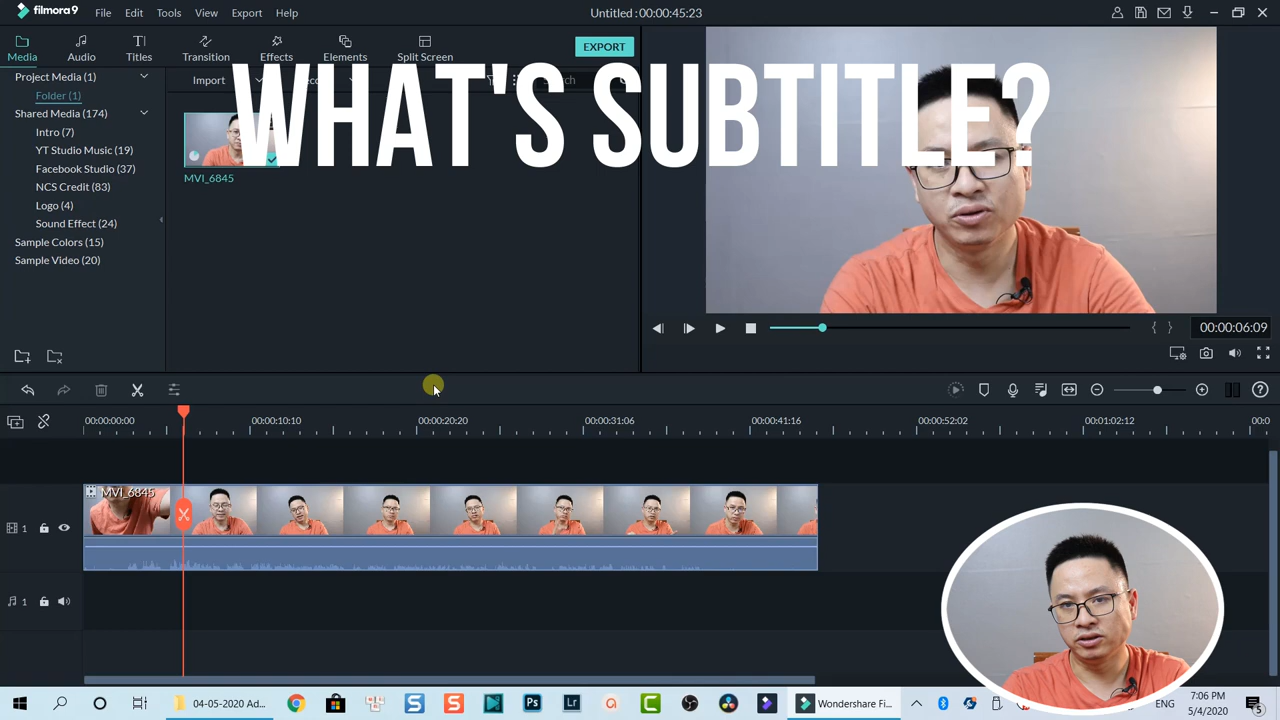 filmora9
File Edit Tools View Export Help
Untitled : 00:00:45:23
Media Audio Titles Transition Effects Elements Split Screen
EXPORT
Project Media (1)
Folder (1)
Shared Media (174)
Intro (7)
YT Studio Music (19)
Facebook Studio (37)
NCS Credit (83)
Logo (4)
Sound Effect (24)
Sample Colors (15)
Sample Video (20)
Import
WHAT'S SUBTITLE?
MVI_6845
00:00:06:09
00:00:00:00 00:00:10:10 00:00:20:20 00:00:31:06 00:00:41:16 00:00:52:02 00:01:02:12 00:0
MVI_6845
1
1
04-05-2020 Ad...
Wondershare Fi...
ENG
7:06 PM
5/4/2020
5